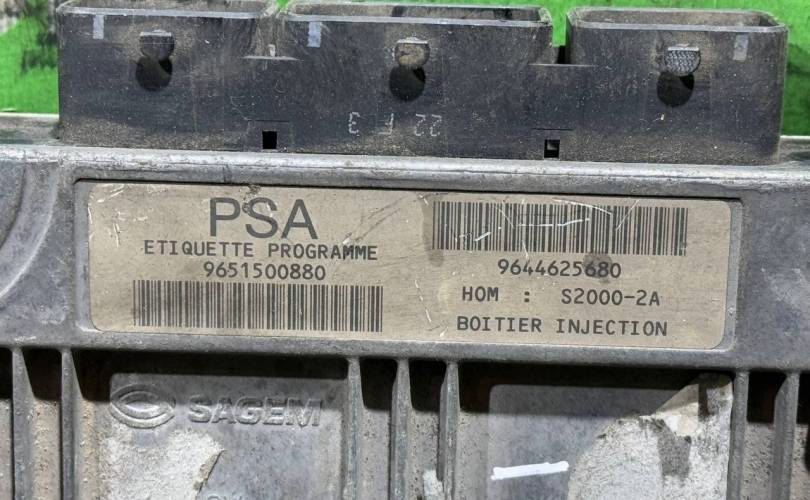 22 F 3
PSA
ETIQUETTE PROGRAMME
9651500880
9644625680
HOM : S2000-2A
BOITIER INJECTION
SAGEM